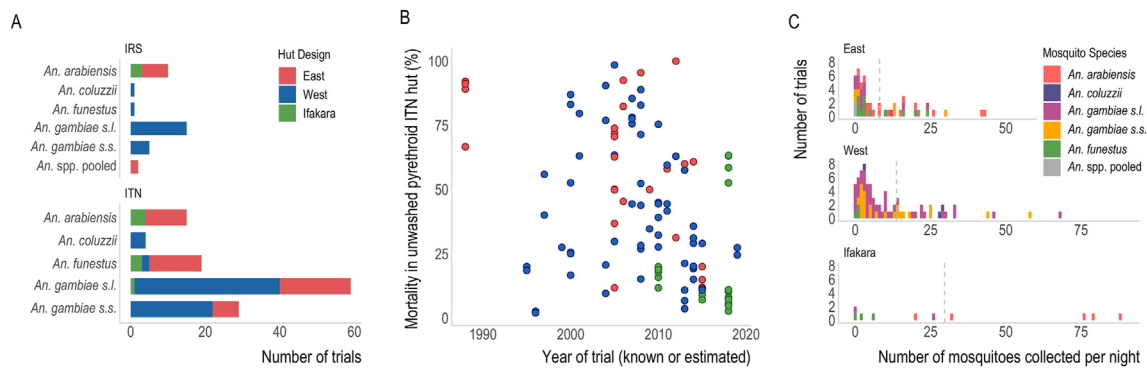 A
IRS
An. arabiensis
An. coluzzii
An. funestus
An. gambiae s.l.
An. gambiae s.s.
An. spp. pooled
Hut Design
East
West
Ifakara
ITN
An. arabiensis
An. coluzzii
An. funestus
An. gambiae s.l.
An. gambiae s.s.
0 20 40 60
Number of trials
B
Mortality in unwashed pyrethroid ITN hut (%)
100
75
50
25
0
1990 2000 2010 2020
Year of trial (known or estimated)
C
Number of trials
East
8
6
4
2
0
0 25 50
West
8
6
4
2
0
0 25 50 75
Ifakara
8
6
4
2
0
0 25 50 75
Number of mosquitoes collected per night
Mosquito Species
An. arabiensis
An. coluzzii
An. gambiae s.l.
An. gambiae s.s.
An. funestus
An. spp. pooled